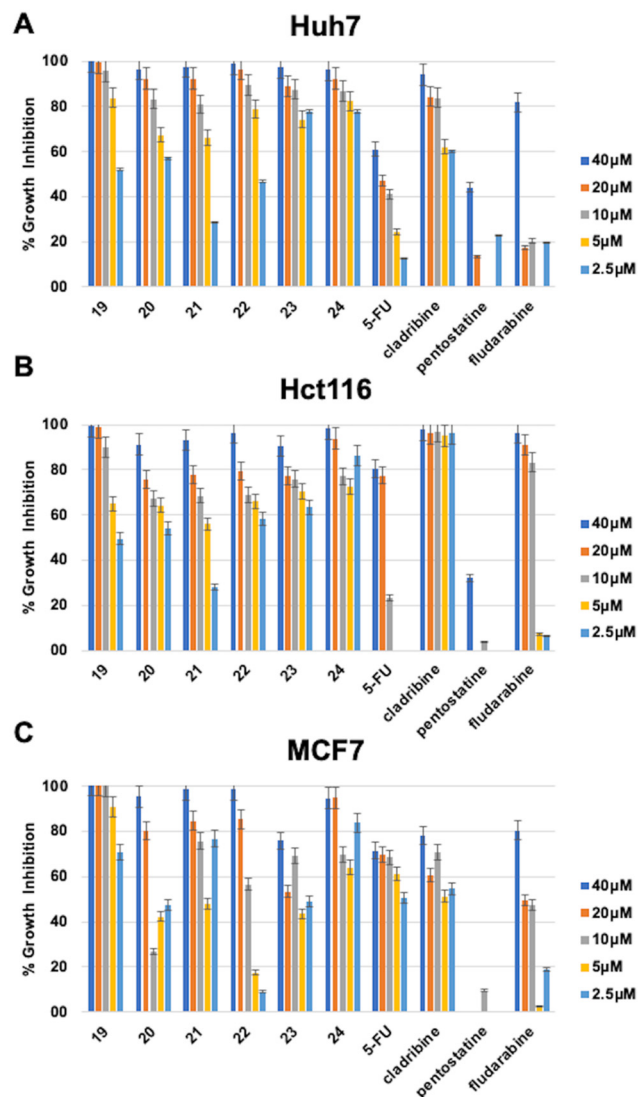 A
Huh7
% Growth Inhibition
100
80
60
40
20
00
19 20 21 22 23 24 5-FU cladribine pentostatine fludarabine
40µM
20µM
10µM
5µM
2.5µM
B
Hct116
% Growth Inhibition
100
80
60
40
20
00
19 20 21 22 23 24 5-FU cladribine pentostatine fludarabine
40µM
20µM
10µM
5µM
2.5µM
C
MCF7
% Growth Inhibition
100
80
60
40
20
00
19 20 21 22 23 24 5-FU cladribine pentostatine fludarabine
40µM
20µM
10µM
5µM
2.5µM